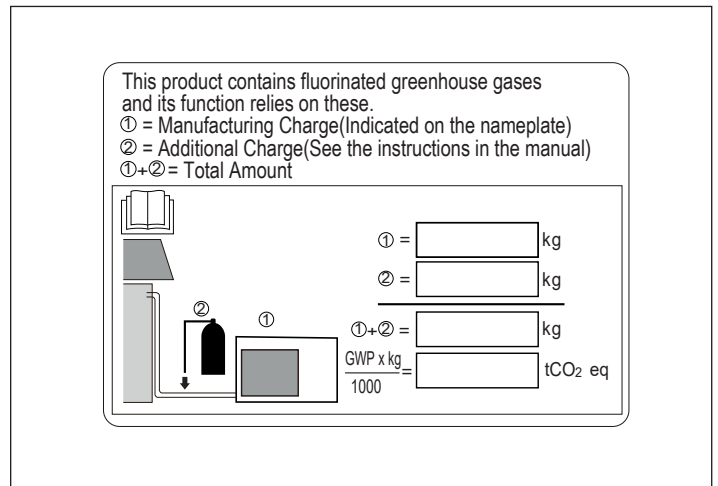 This product contains fluorinated greenhouse gases
and its function relies on these.
① = Manufacturing Charge(Indicated on the nameplate)
② = Additional Charge(See the instructions in the manual)
①+② = Total Amount
① = kg
② = kg
② ①
①+② = kg
GWP x kg
1000
= tCO₂ eq